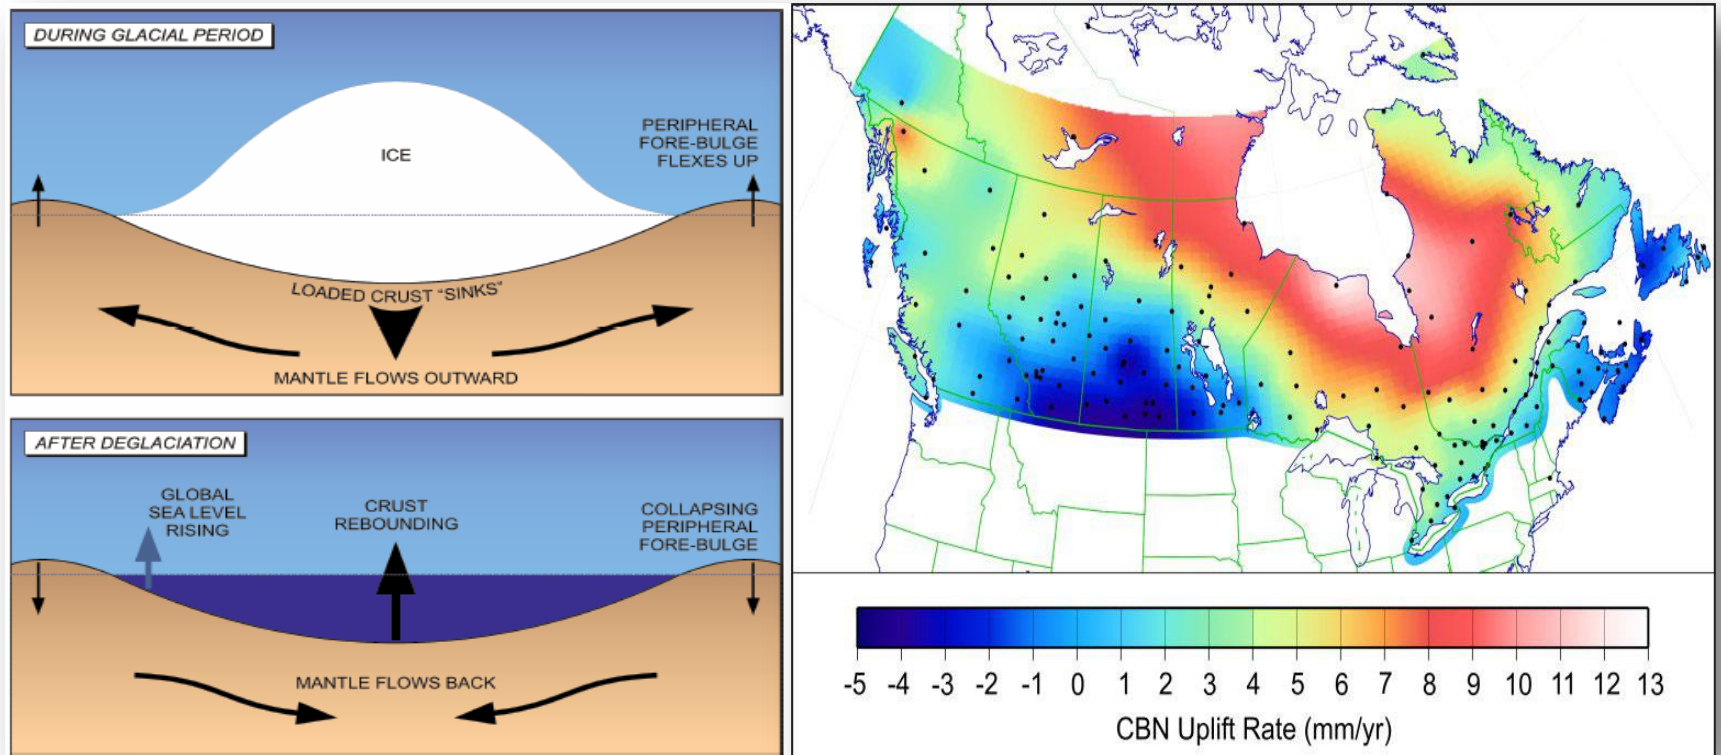 DURING GLACIAL PERIOD
ICE
PERIPHERAL
FORE-BULGE
FLEXES UP
LOADED CRUST "SINKS"
MANTLE FLOWS OUTWARD
AFTER DEGLACIATION
GLOBAL
SEA LEVEL
RISING
CRUST
REBOUNDING
COLLAPSING
PERIPHERAL
FORE-BULGE
MANTLE FLOWS BACK
-5 -4 -3 -2 -1 0 1 2 3 4 5 6 7 8 9 10 11 12 13
CBN Uplift Rate (mm/yr)